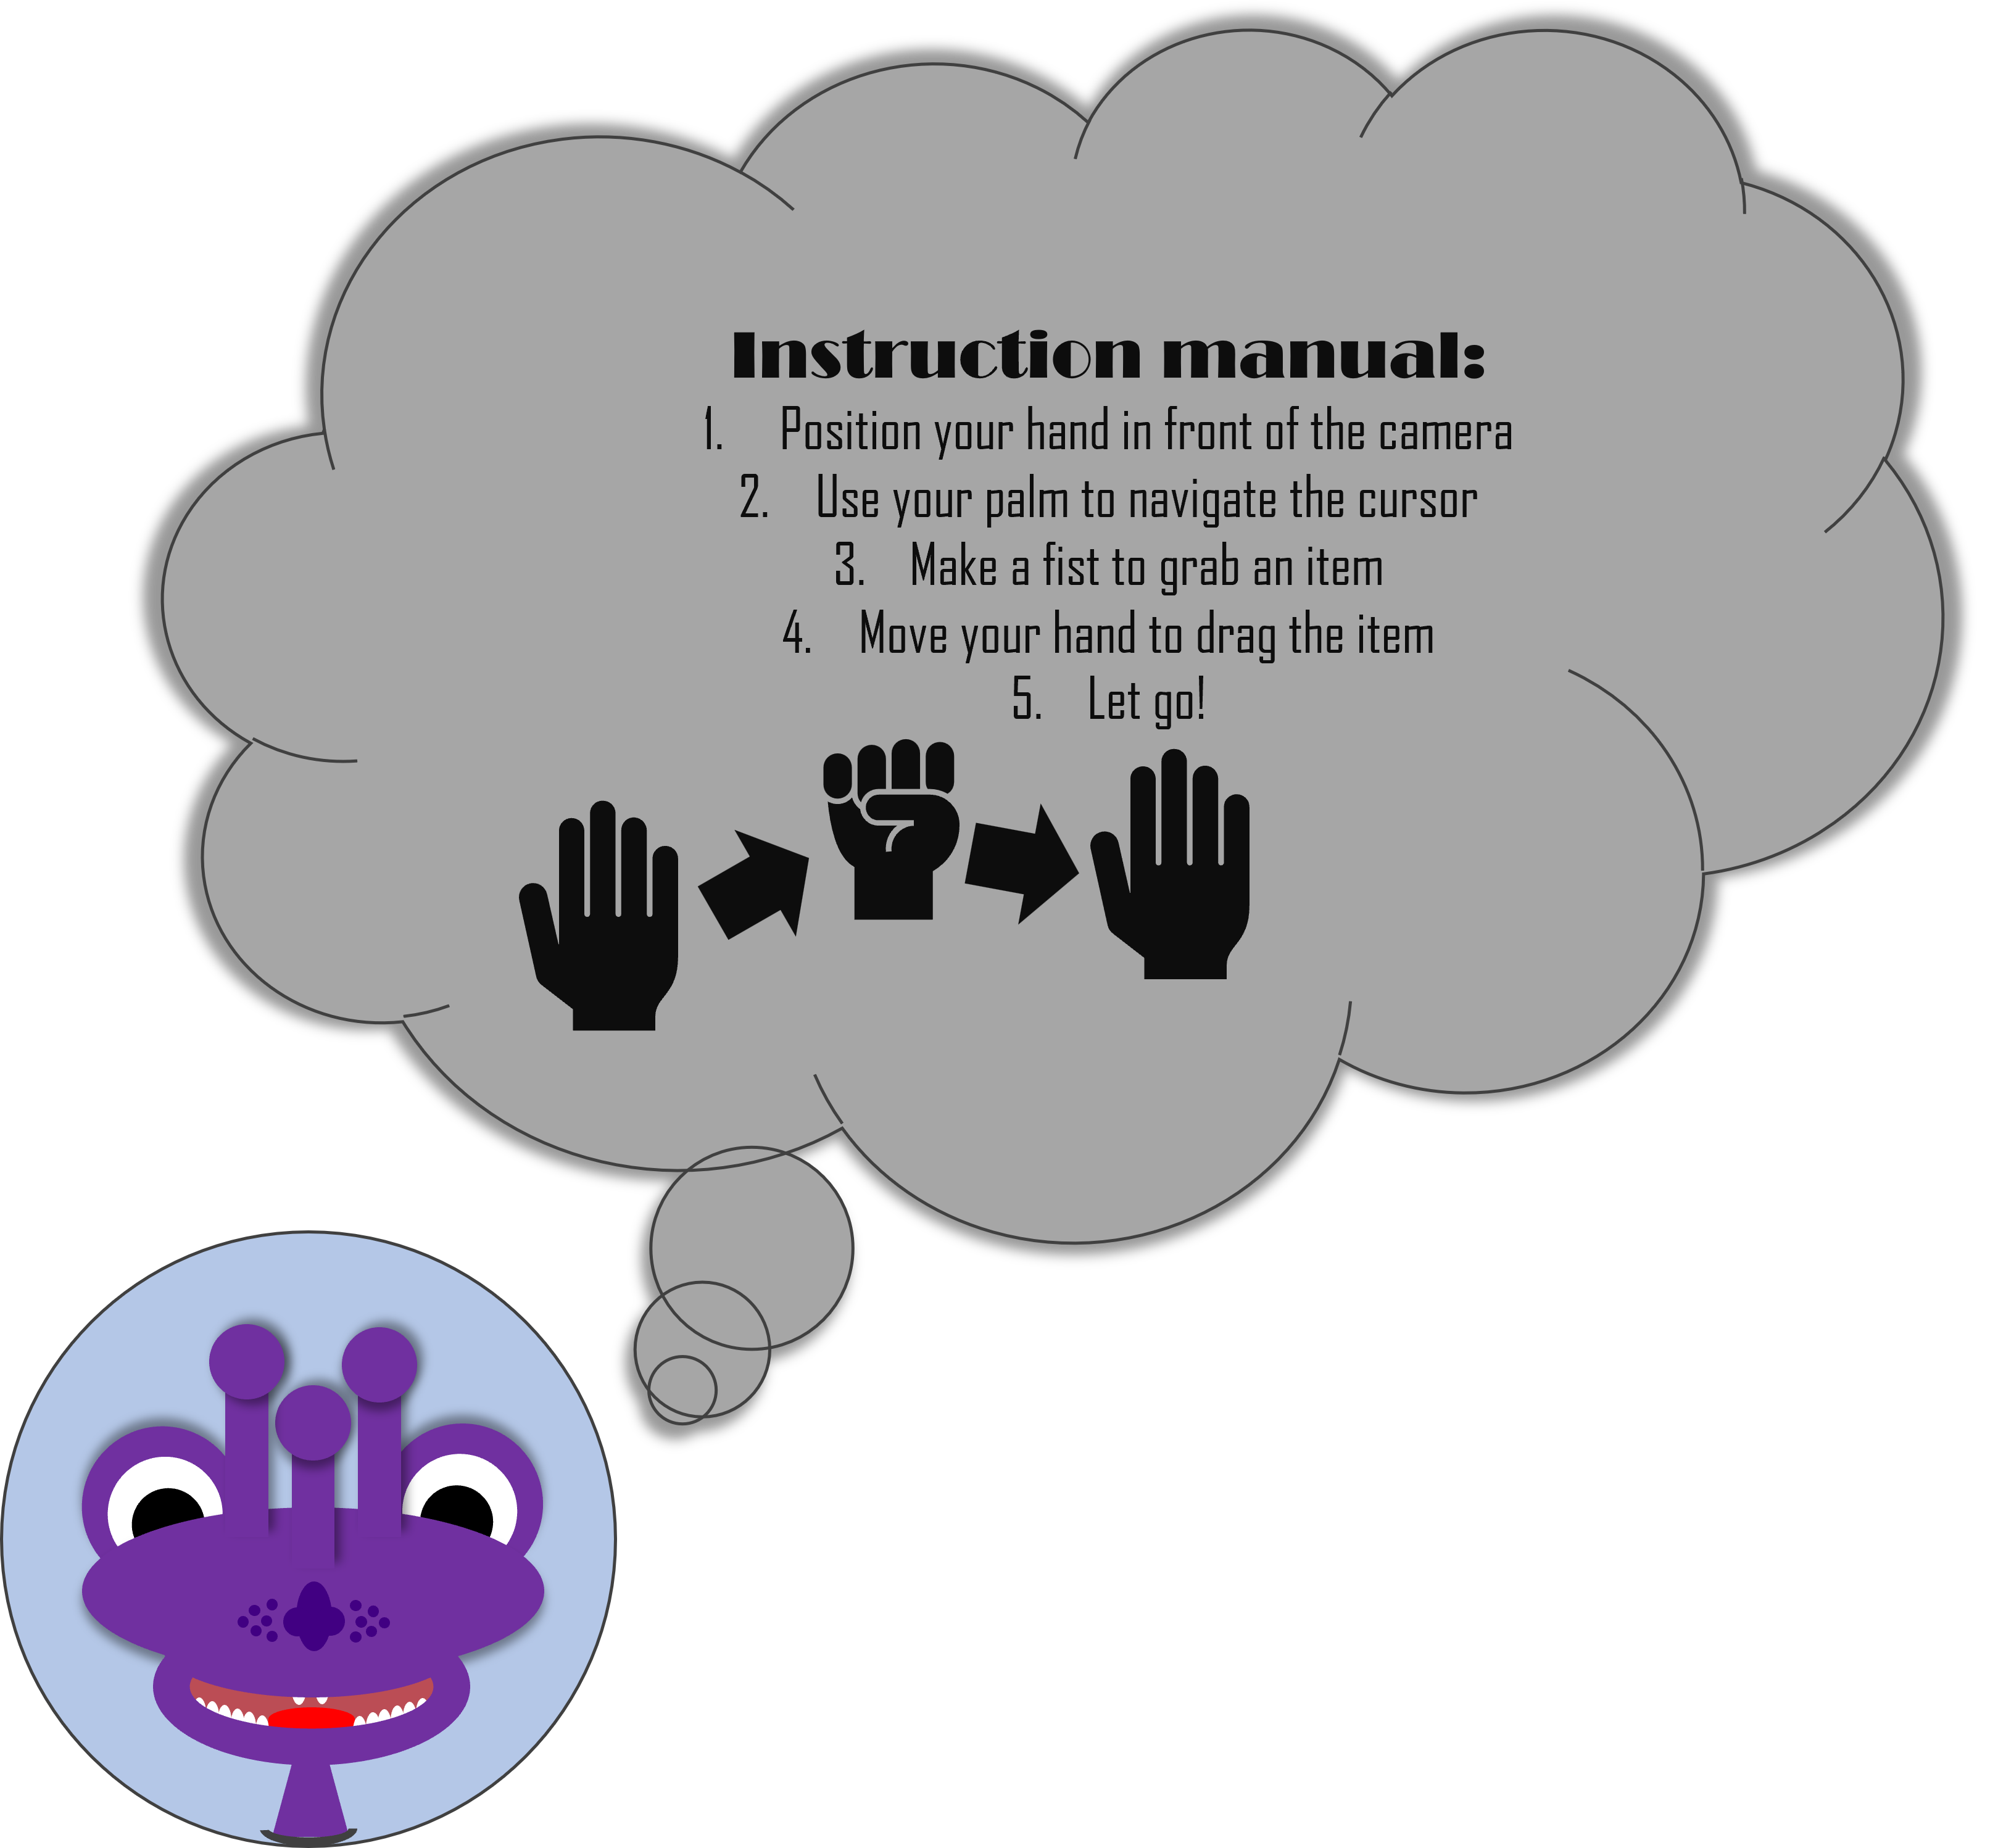 Instruction manual:
1. Position your hand in front of the camera
2. Use your palm to navigate the cursor
3. Make a fist to grab an item
4. Move your hand to drag the item
5. Let go!